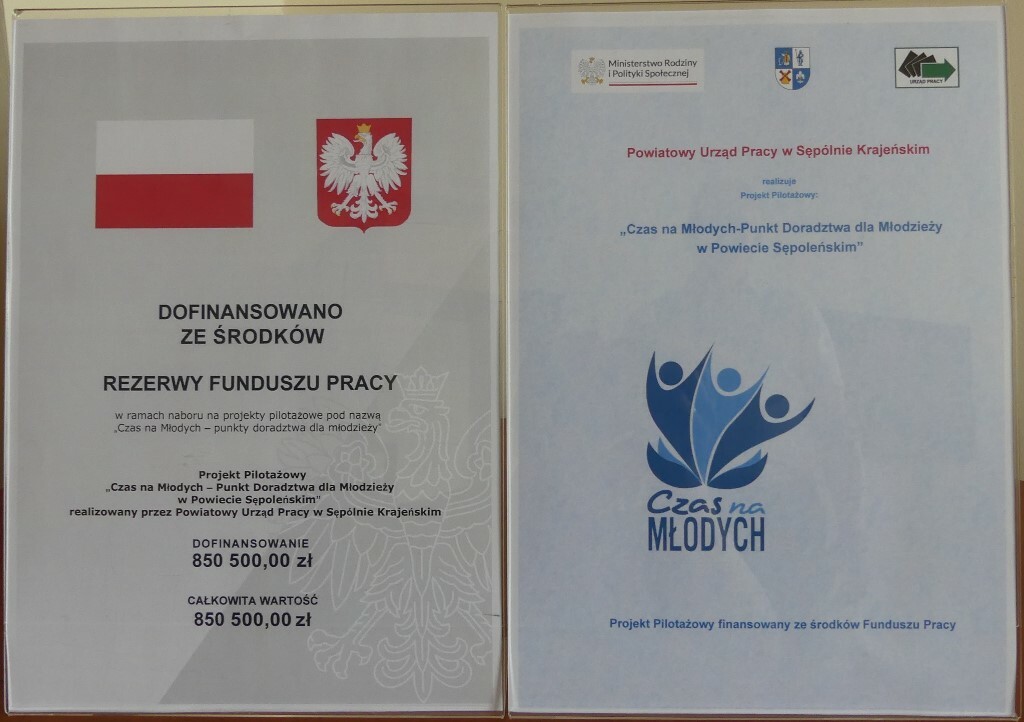 DOFINANSOWANO
ZE ŚRODKÓW
REZERWY FUNDUSZU PRACY
w ramach naboru na projekty pilotażowe pod nazwą
„Czas na Młodych – punkty doradztwa dla młodzieży”
Projekt Pilotażowy
„Czas na Młodych – Punkt Doradztwa dla Młodzieży
w Powiecie Sępoleńskim”
realizowany przez Powiatowy Urząd Pracy w Sępólnie Krajeńskim
DOFINANSOWANIE
850 500,00 zł
CAŁKOWITA WARTOŚĆ
850 500,00 zł
Ministerstwo Rodziny
i Polityki Społecznej
URZĄD PRACY
Powiatowy Urząd Pracy w Sępólnie Krajeńskim
realizuje
Projekt Pilotażowy:
„Czas na Młodych-Punkt Doradztwa dla Młodzieży
w Powiecie Sępoleńskim”
Czas na
MŁODYCH
Projekt Pilotażowy finansowany ze środków Funduszu Pracy